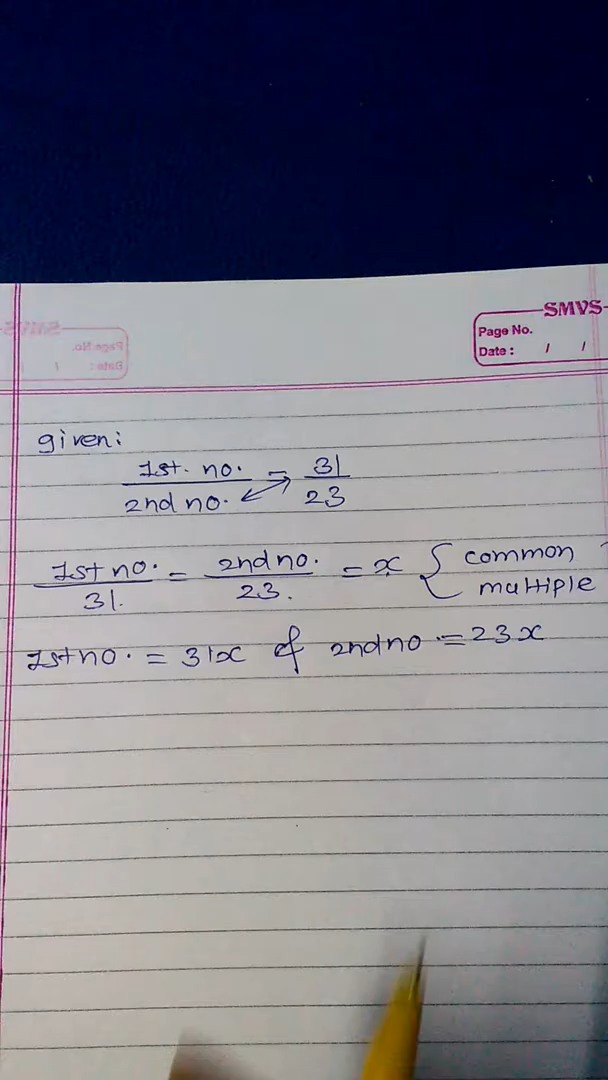 SMVS
Page No.
Date : / /
given:
1st. no. / 2nd no. = 31 / 23
1st no. / 31. = 2nd no. / 23. = x { common
multiple
1st no. = 31x & 2nd no = 23x